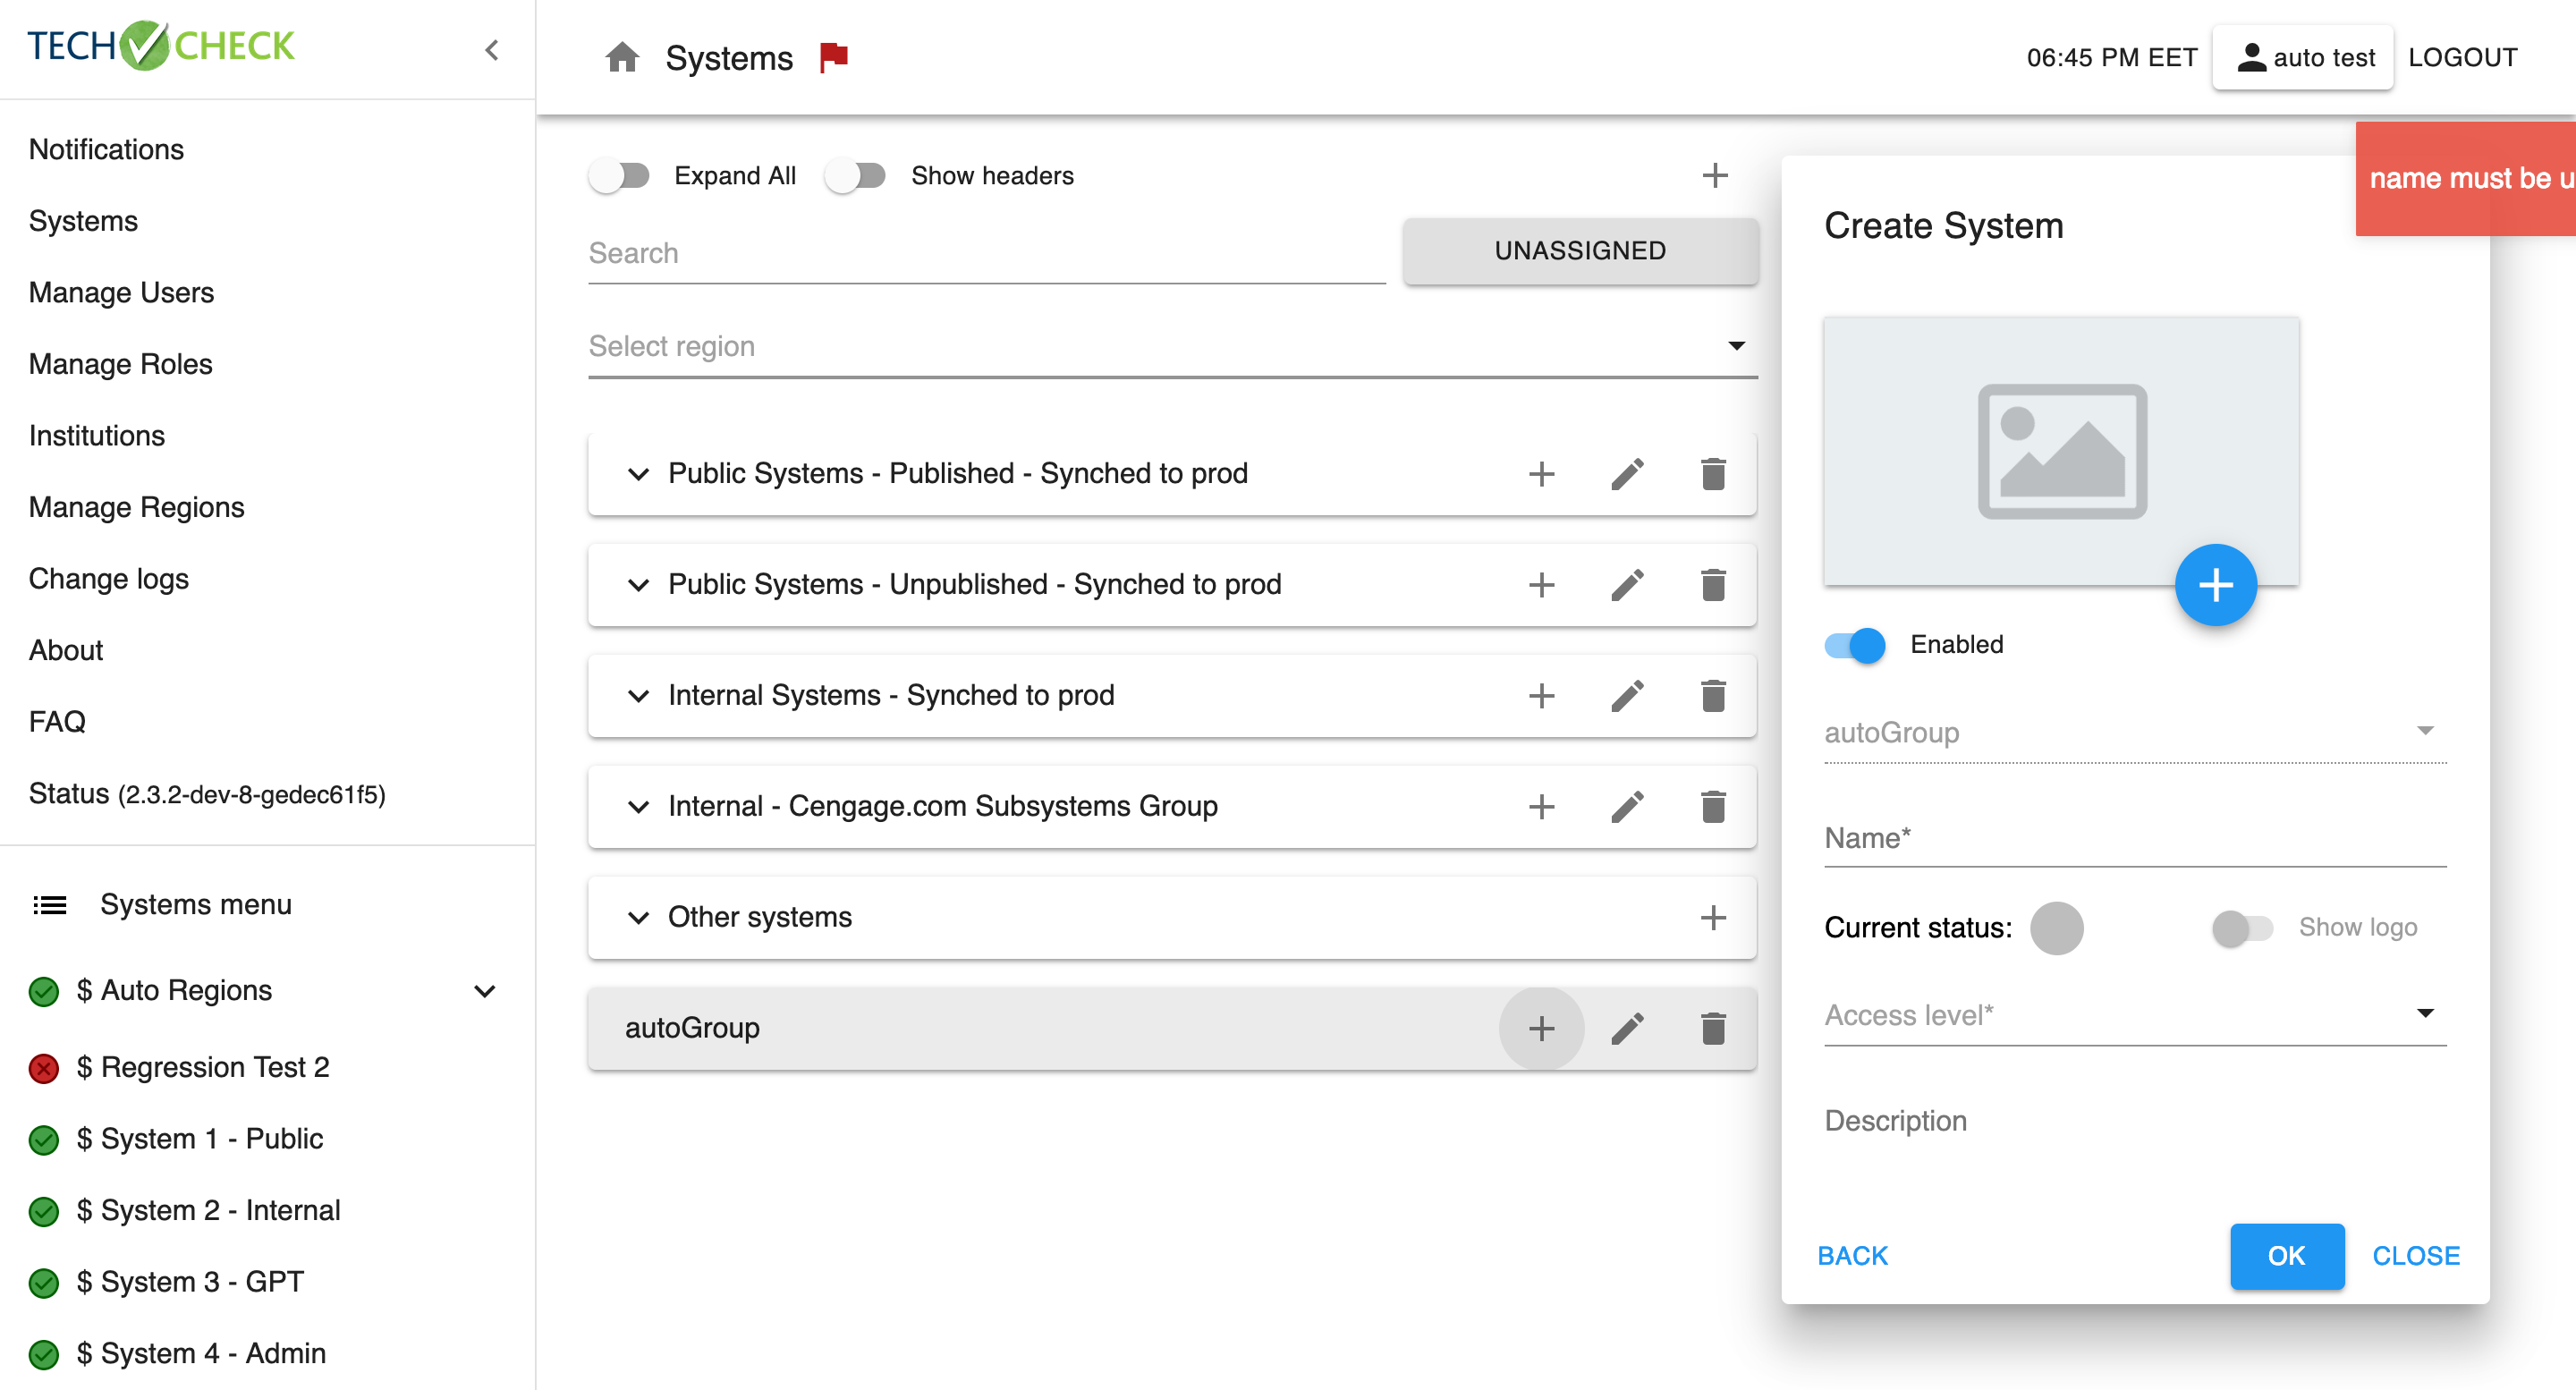 TECH CHECK
Notifications
Systems
Manage Users
Manage Roles
Institutions
Manage Regions
Change logs
About
FAQ
Status (2.3.2-dev-8-gedec61f5)
Systems menu
$ Auto Regions
$ Regression Test 2
$ System 1 - Public
$ System 2 - Internal
$ System 3 - GPT
$ System 4 - Admin
Systems
06:45 PM EET
auto test
LOGOUT
Expand All
Show headers
Search
UNASSIGNED
Select region
Public Systems - Published - Synched to prod
Public Systems - Unpublished - Synched to prod
Internal Systems - Synched to prod
Internal - Cengage.com Subsystems Group
Other systems
autoGroup
name must be u
Create System
Enabled
autoGroup
Name*
Current status:
Show logo
Access level*
Description
BACK
OK
CLOSE